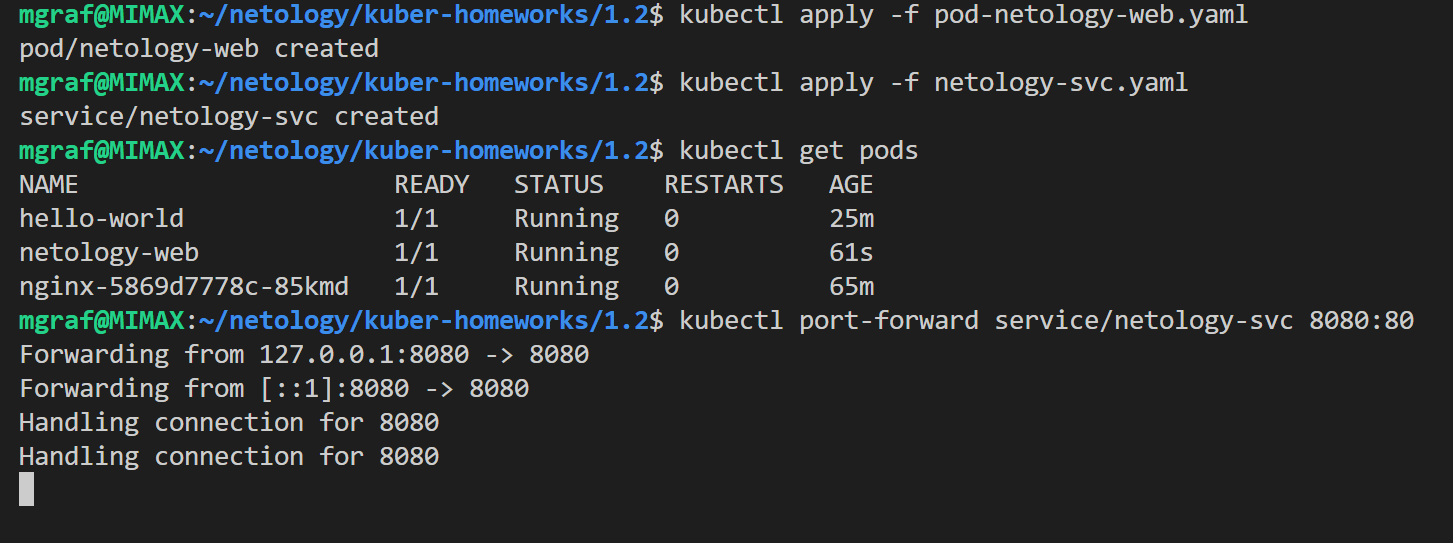 mgraf@MIMAX:~/netology/kuber-homeworks/1.2$ kubectl apply -f pod-netology-web.yaml
pod/netology-web created
mgraf@MIMAX:~/netology/kuber-homeworks/1.2$ kubectl apply -f netology-svc.yaml
service/netology-svc created
mgraf@MIMAX:~/netology/kuber-homeworks/1.2$ kubectl get pods
NAME                     READY   STATUS    RESTARTS   AGE
hello-world              1/1     Running   0          25m
netology-web             1/1     Running   0          61s
nginx-5869d7778c-85kmd   1/1     Running   0          65m
mgraf@MIMAX:~/netology/kuber-homeworks/1.2$ kubectl port-forward service/netology-svc 8080:80
Forwarding from 127.0.0.1:8080 -> 8080
Forwarding from [::1]:8080 -> 8080
Handling connection for 8080
Handling connection for 8080